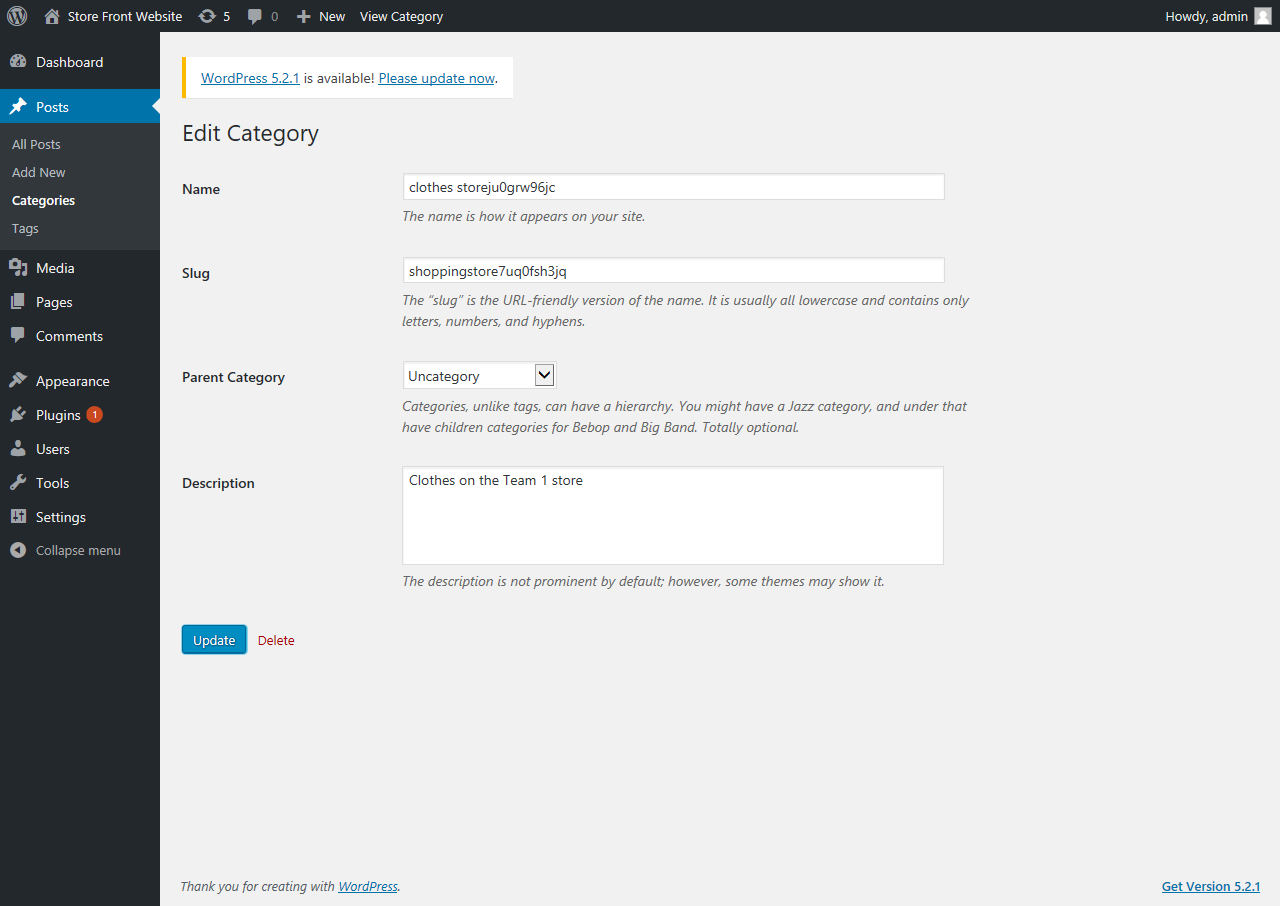 Store Front Website 5 0 New View Category Howdy, admin
Dashboard
Posts
All Posts
Add New
Categories
Tags
Media
Pages
Comments
Appearance
Plugins 1
Users
Tools
Settings
Collapse menu
WordPress 5.2.1 is available! Please update now.
Edit Category
Name clothes storeju0grw96jc
The name is how it appears on your site.
Slug shoppingstore7uq0fsh3jq
The “slug” is the URL-friendly version of the name. It is usually all lowercase and contains only
letters, numbers, and hyphens.
Parent Category Uncategory
Categories, unlike tags, can have a hierarchy. You might have a Jazz category, and under that
have children categories for Bebop and Big Band. Totally optional.
Description Clothes on the Team 1 store
The description is not prominent by default; however, some themes may show it.
Update Delete
Thank you for creating with WordPress. Get Version 5.2.1